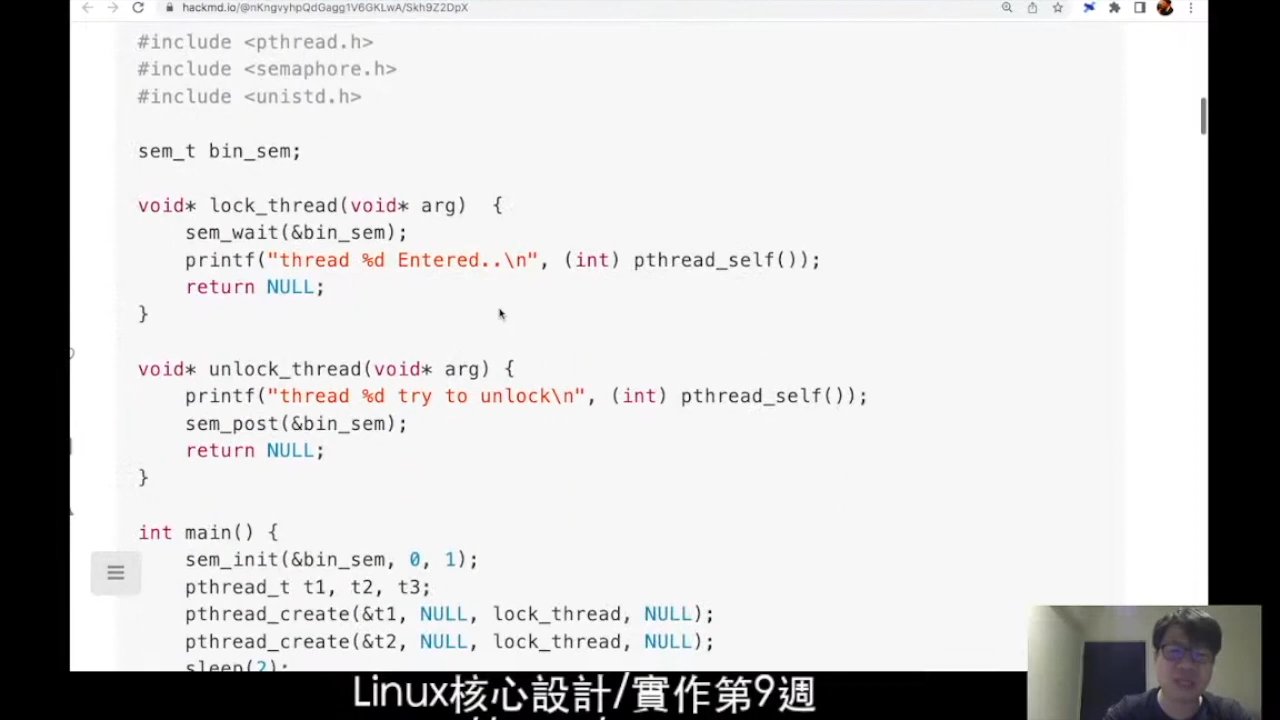 hackmd.io/@nKngvyhpQdGagg1V6GKLwA/Skh9Z2DpX
#include <pthread.h>
#include <semaphore.h>
#include <unistd.h>
sem_t bin_sem;
void* lock_thread(void* arg)  {
    sem_wait(&bin_sem);
    printf("thread %d Entered..\n", (int) pthread_self());
    return NULL;
}
void* unlock_thread(void* arg) {
    printf("thread %d try to unlock\n", (int) pthread_self());
    sem_post(&bin_sem);
    return NULL;
}
int main() {
    sem_init(&bin_sem, 0, 1);
    pthread_t t1, t2, t3;
    pthread_create(&t1, NULL, lock_thread, NULL);
    pthread_create(&t2, NULL, lock_thread, NULL);
    sleep(2);
Linux核心設計/實作第9週